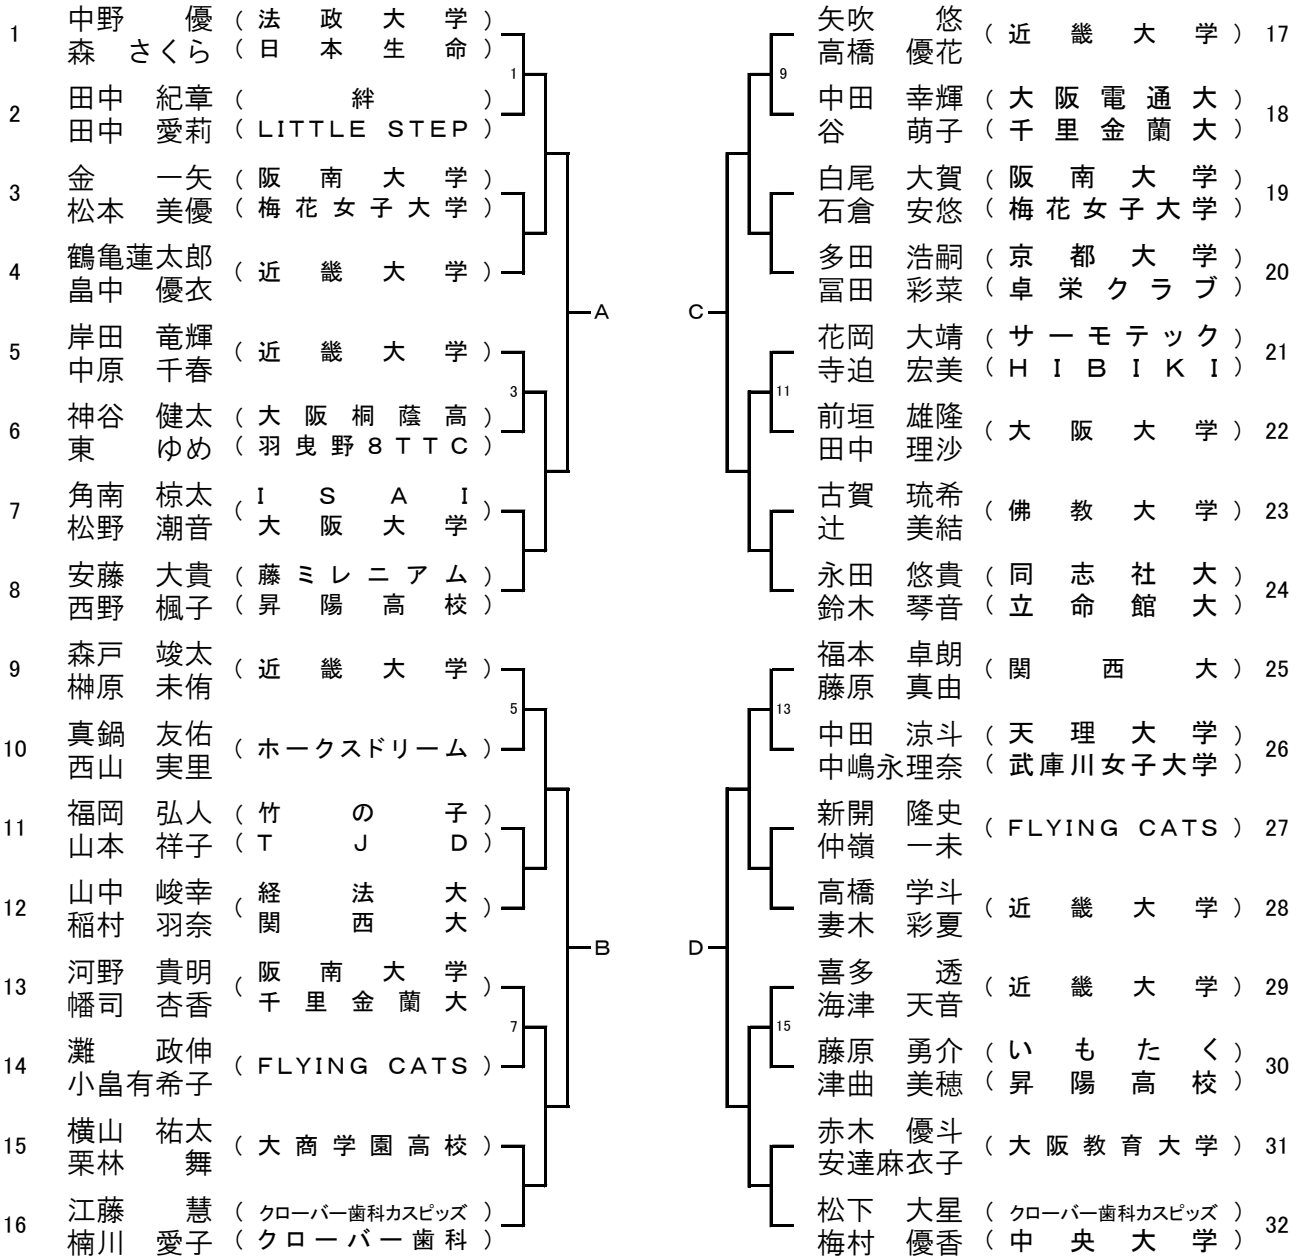 1 中野 優 (法政大学)
森 さくら (日本生命)
2 田中 紀章 (絆)
田中 愛莉 (LITTLE STEP)
3 金 一矢 (阪南大学)
松本 美優 (梅花女子大学)
4 鶴亀蓮太郎 (近畿大学)
畠中 優衣
5 岸田 竜輝 (近畿大学)
中原 千春
6 神谷 健太 (大阪桐蔭高)
東 ゆめ (羽曳野8TTC)
7 角南 椋太 (ISAI
松野 潮音 大阪大学)
8 安藤 大貴 (藤ミレニアム)
西野 楓子 (昇陽高校)
9 森戸 竣太 (近畿大学)
榊原 未侑
10 真鍋 友佑 (ホークスドリーム)
西山 実里
11 福岡 弘人 (竹の子)
山本 祥子 (TJD)
12 山中 峻幸 (経法大
稲村 羽奈 関西大)
13 河野 貴明 (阪南大学
幡司 杏香 千里金蘭大)
14 灘 政伸 (FLYING CATS)
小畠有希子
15 横山 祐太 (大商学園高校)
栗林 舞
16 江藤 慧 (クローバー歯科カスピッズ)
楠川 愛子 (クローバー歯科)
1
3
A
5
7
B
矢吹 悠 (近畿大学) 17
高橋 優花
中田 幸輝 (大阪電通大) 18
谷 萌子 (千里金蘭大)
白尾 大賀 (阪南大学) 19
石倉 安悠 (梅花女子大学)
多田 浩嗣 (京都大学) 20
冨田 彩菜 (卓栄クラブ)
花岡 大靖 (サーモテック) 21
寺迫 宏美 (HIBIKI)
前垣 雄隆 (大阪大学) 22
田中 理沙
古賀 琉希 (佛教大学) 23
辻 美結
永田 悠貴 (同志社大) 24
鈴木 琴音 (立命館大)
福本 卓朗 (関西大) 25
藤原 真由
中田 涼斗 (天理大学) 26
中嶋永理奈 (武庫川女子大学)
新開 隆史 (FLYING CATS) 27
仲嶺 一未
高橋 学斗 (近畿大学) 28
妻木 彩夏
喜多 透 (近畿大学) 29
海津 天音
藤原 勇介 (いもたく) 30
津曲 美穂 (昇陽高校)
赤木 優斗 (大阪教育大学) 31
安達麻衣子
松下 大星 (クローバー歯科カスピッズ) 32
梅村 優香 (中央大学)
9
C
11
13
D
15